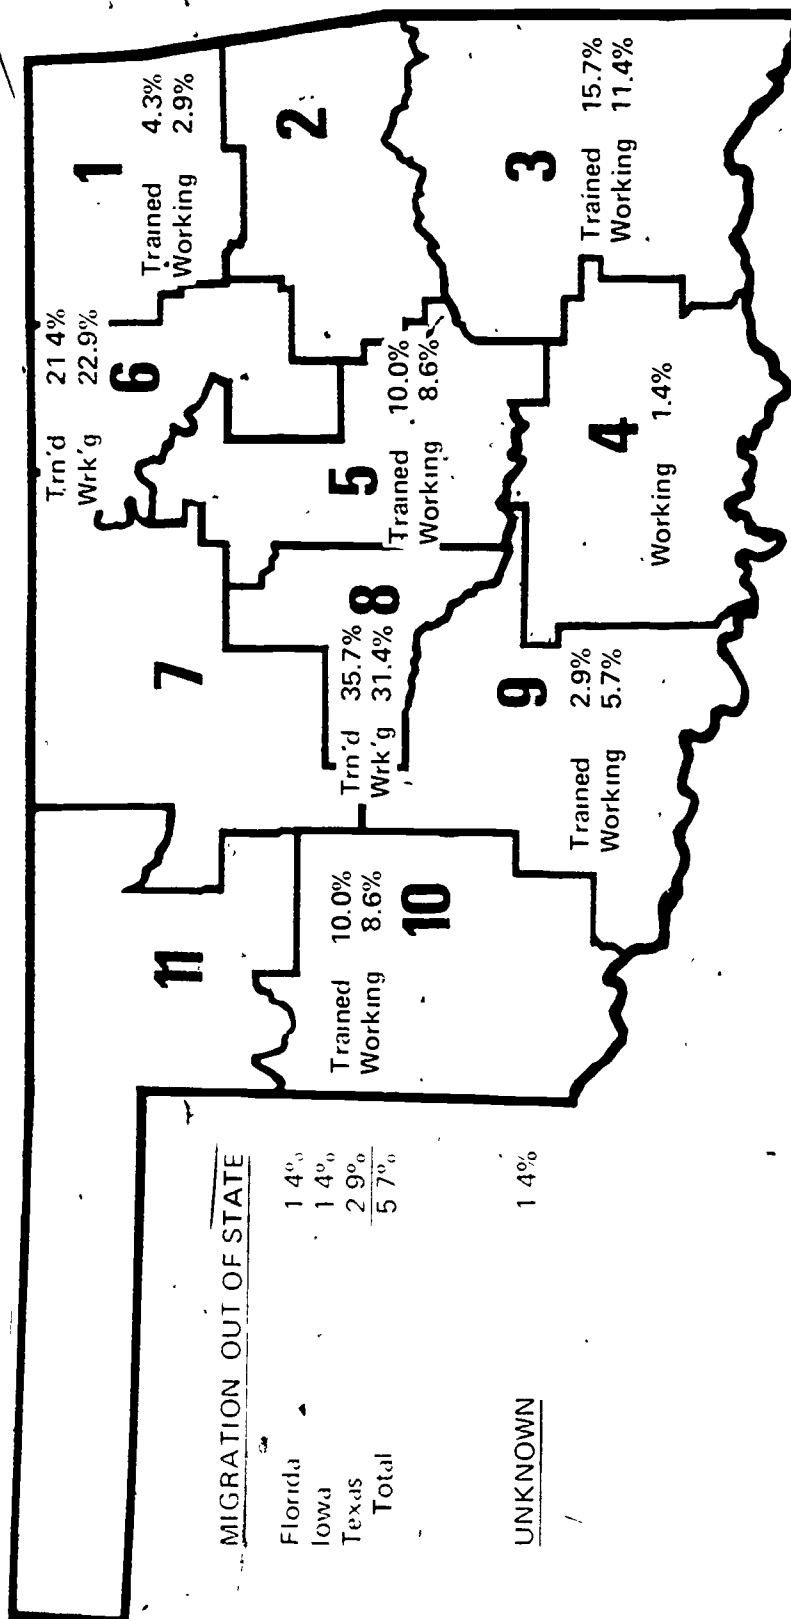 1
Trained 4.3%
Working 2.9%
2
3
Trained 15.7%
Working 11.4%
4
Working 1.4%
5
Trained 10.0%
Working 8.6%
6
Trn'd 21 4%
Wrk'g 22.9%
7
8
Trn'd 35.7%
Wrk'g 31.4%
9
Trained 2.9%
Working 5.7%
10
Trained 10.0%
Working 8.6%
11
MIGRATION OUT OF STATE
Florida 1 4%
Iowa 1 4%
Texas 2 9%
Total 5 7%
UNKNOWN 1 4%